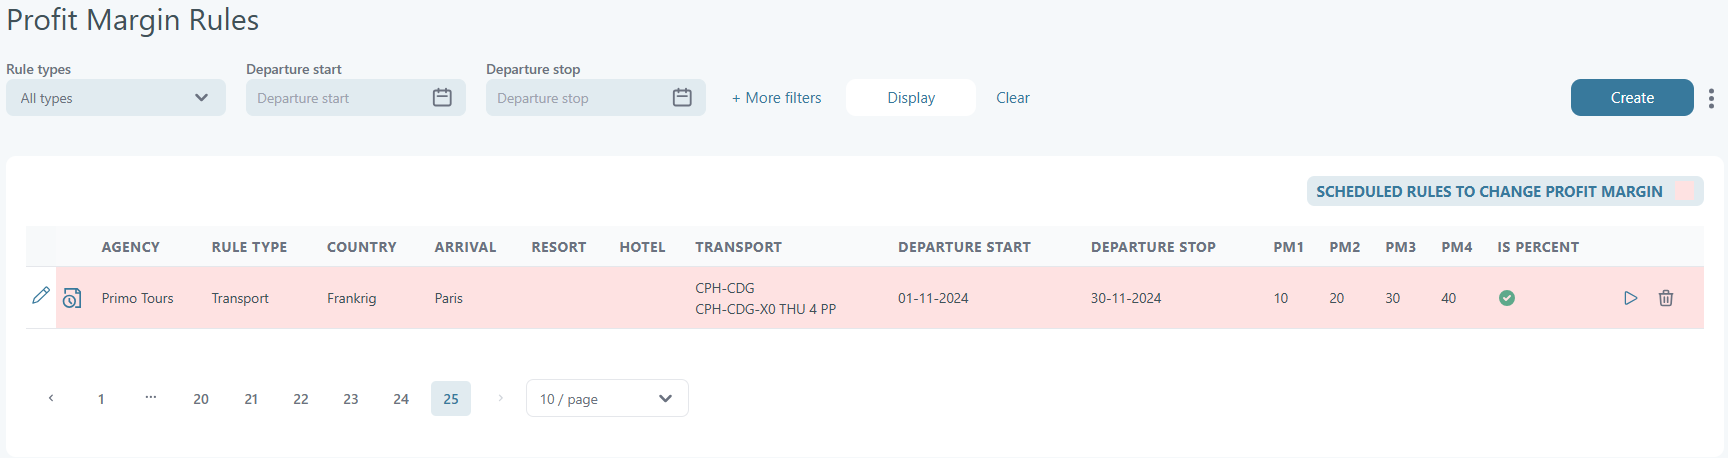 Profit Margin Rules
Rule types Departure start Departure stop
All types Departure start Departure stop + More filters Display Clear Create
SCHEDULED RULES TO CHANGE PROFIT MARGIN
AGENCY RULE TYPE COUNTRY ARRIVAL RESORT HOTEL TRANSPORT DEPARTURE START DEPARTURE STOP PM1 PM2 PM3 PM4 IS PERCENT
Primo Tours Transport Frankrig Paris CPH-CDG 01-11-2024 30-11-2024 10 20 30 40
CPH-CDG-X0 THU 4 PP
1 ... 20 21 22 23 24 25 10 / page